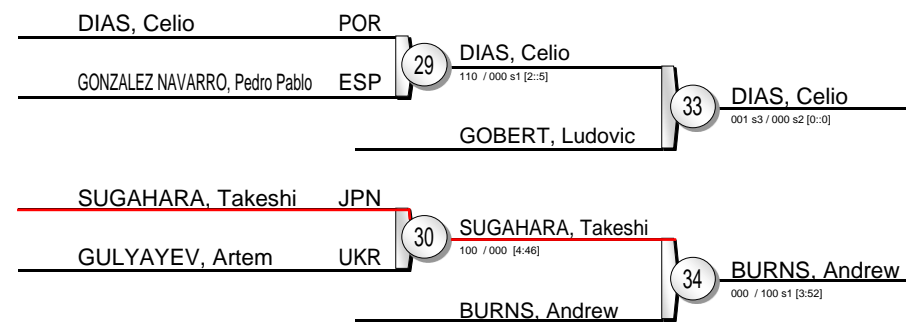 DIAS, Celio POR
GONZALEZ NAVARRO, Pedro Pablo ESP
29
DIAS, Celio
110 / 000 s1 [2::5]
GOBERT, Ludovic
33
DIAS, Celio
001 s3 / 000 s2 [0::0]
SUGAHARA, Takeshi JPN
GULYAYEV, Artem UKR
30
SUGAHARA, Takeshi
100 / 000 [4:46]
BURNS, Andrew
34
BURNS, Andrew
000 / 100 s1 [3:52]